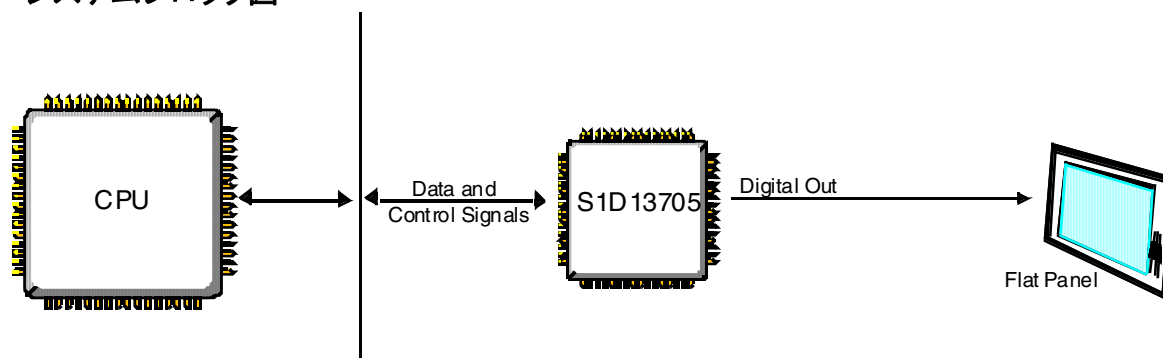 システムブロック図
CPU
Data and
Control Signals
S1D13705
Digital Out
Flat Panel